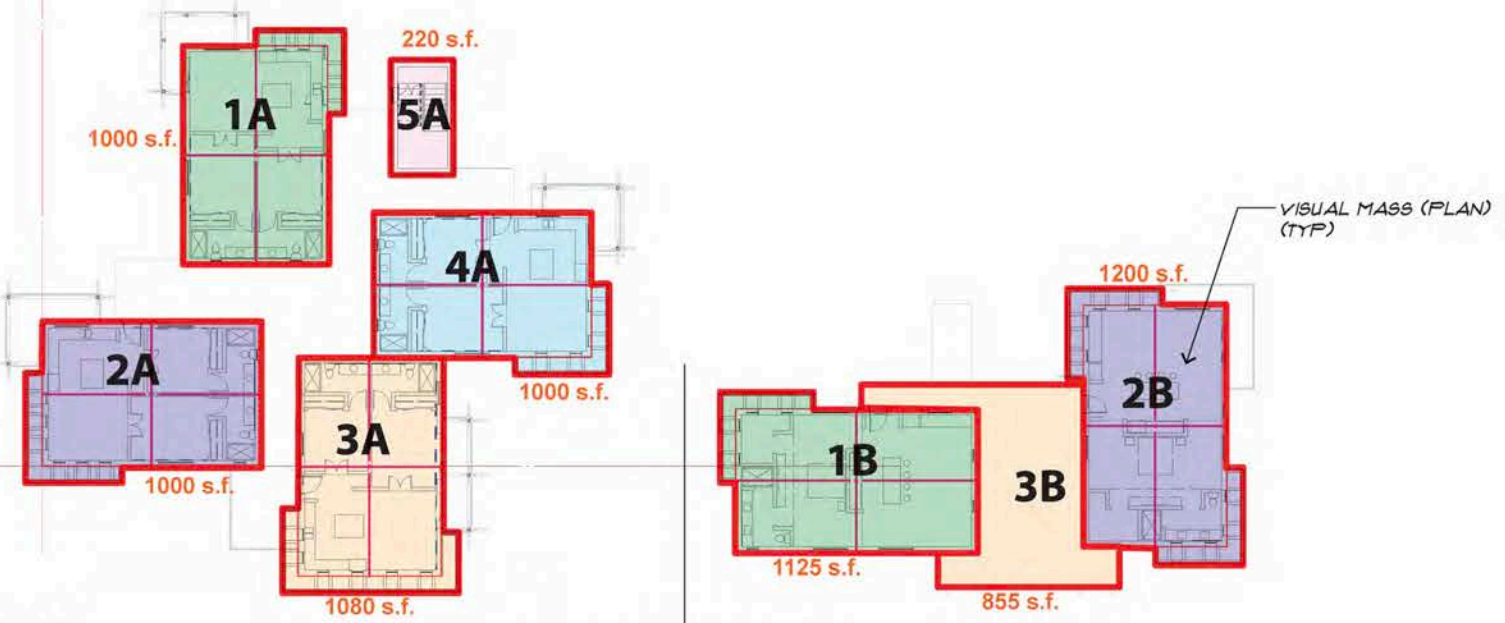 220 s.f.
1A
5A
1000 s.f.
VISUAL MASS (PLAN)
(TYP)
4A
1200 s.f.
2A
1000 s.f.
2B
3A
1B
3B
1000 s.f.
1125 s.f.
1080 s.f.
855 s.f.